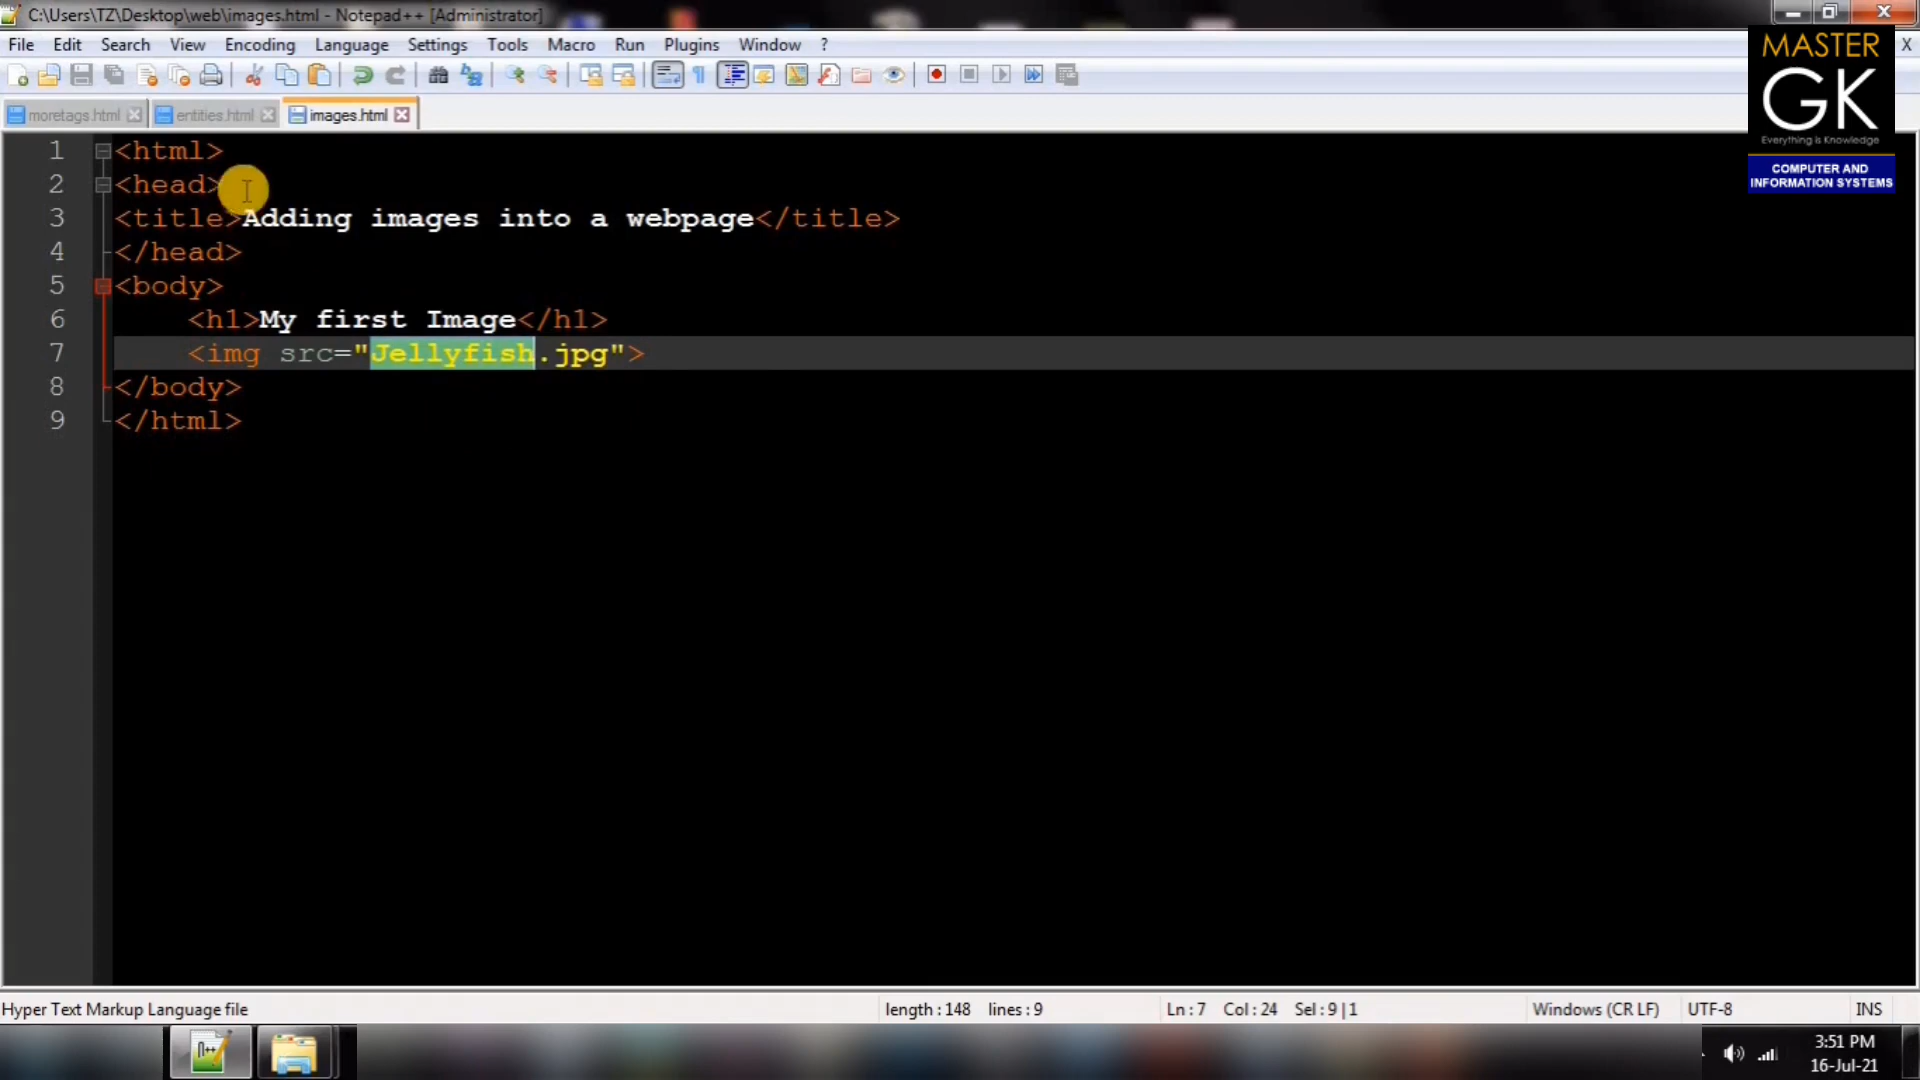 C:\Users\TZ\Desktop\web\images.html - Notepad++ [Administrator]
File Edit Search View Encoding Language Settings Tools Macro Run Plugins Window ? X
MASTER
GK
Everything is Knowledge
COMPUTER AND
INFORMATION SYSTEMS
moretags.html entities.html images.html
1 <html>
2 <head>
3 <title>Adding images into a webpage</title>
4 </head>
5 <body>
6 <h1>My first Image</h1>
7 <img src="Jellyfish.jpg">
8 </body>
9 </html>
Hyper Text Markup Language file length : 148 lines : 9 Ln : 7 Col : 24 Sel : 9 | 1 Windows (CR LF) UTF-8 INS
3:51 PM
16-Jul-21